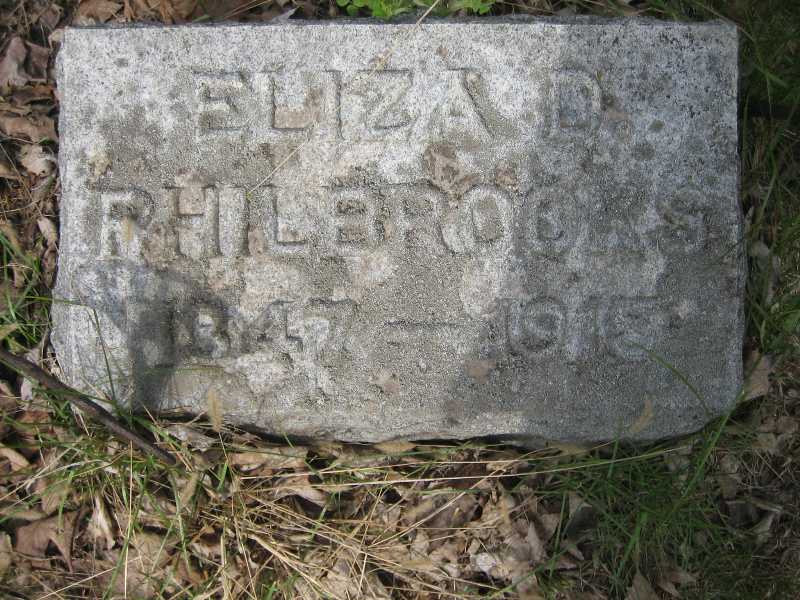 ELIZA D.
PHILBROOKS
1847 — 1915